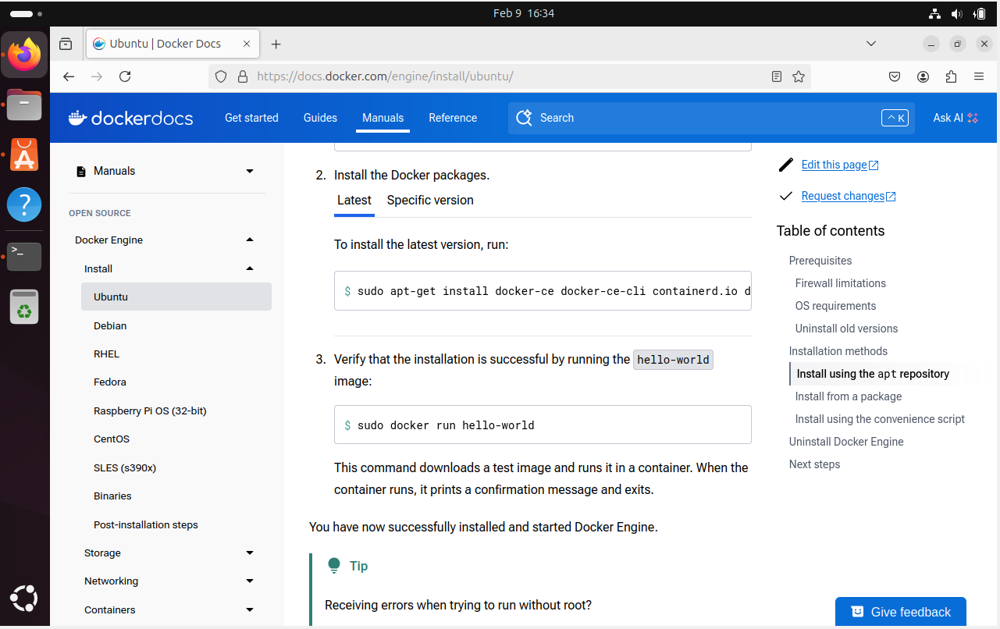 Feb 9 16:34
Ubuntu | Docker Docs
https://docs.docker.com/engine/install/ubuntu/
dockerdocs
Get started
Guides
Manuals
Reference
Search
^ K
Ask AI
Manuals
OPEN SOURCE
Docker Engine
Install
Ubuntu
Debian
RHEL
Fedora
Raspberry Pi OS (32-bit)
CentOS
SLES (s390x)
Binaries
Post-installation steps
Storage
Networking
Containers
2. Install the Docker packages.
Latest Specific version
To install the latest version, run:
$ sudo apt-get install docker-ce docker-ce-cli containerd.io d
3. Verify that the installation is successful by running the hello-world
image:
$ sudo docker run hello-world
This command downloads a test image and runs it in a container. When the
container runs, it prints a confirmation message and exits.
You have now successfully installed and started Docker Engine.
Tip
Receiving errors when trying to run without root?
Edit this page
Request changes
Table of contents
Prerequisites
Firewall limitations
OS requirements
Uninstall old versions
Installation methods
Install using the apt repository
Install from a package
Install using the convenience script
Uninstall Docker Engine
Next steps
Give feedback